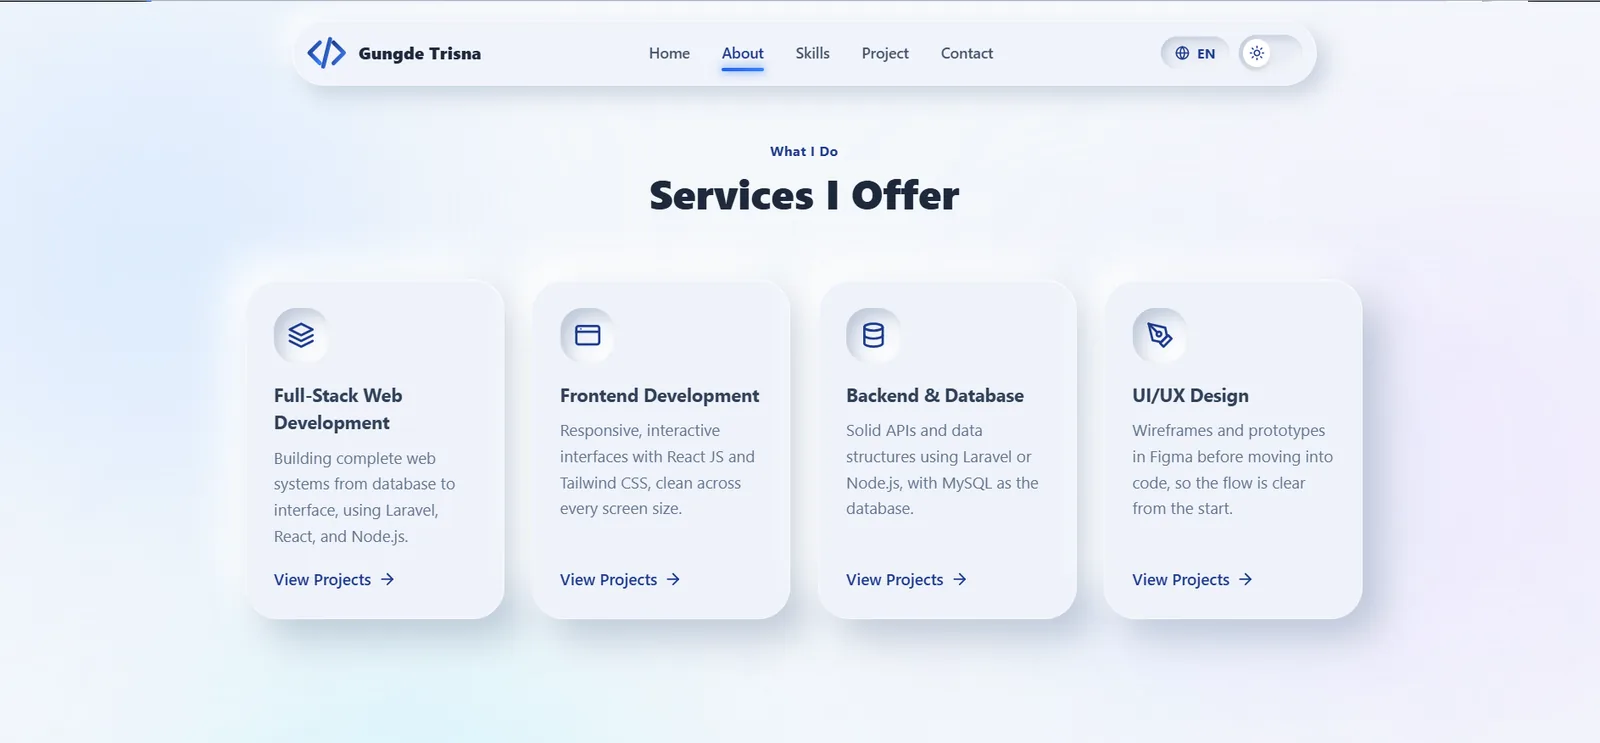 Gungde Trisna
Home
About
Skills
Project
Contact
EN
What I Do
Services I Offer
Full-Stack Web
Development
Building complete web
systems from database to
interface, using Laravel,
React, and Node.js.
View Projects →
Frontend Development
Responsive, interactive
interfaces with React JS and
Tailwind CSS, clean across
every screen size.
View Projects →
Backend & Database
Solid APIs and data
structures using Laravel or
Node.js, with MySQL as the
database.
View Projects →
UI/UX Design
Wireframes and prototypes
in Figma before moving into
code, so the flow is clear
from the start.
View Projects →